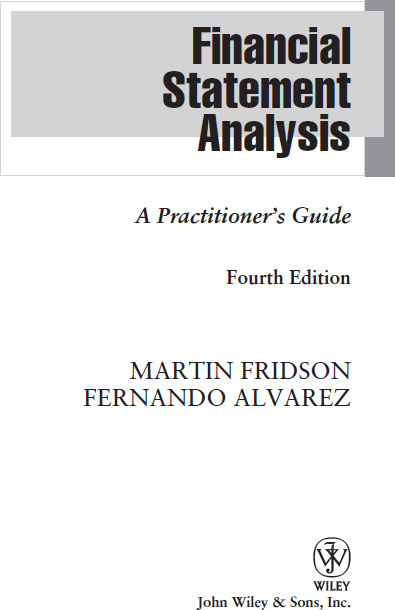 Financial
Statement
Analysis
A Practitioner's Guide
Fourth Edition
MARTIN FRIDSON
FERNANDO ALVAREZ
WILEY
John Wiley & Sons, Inc.